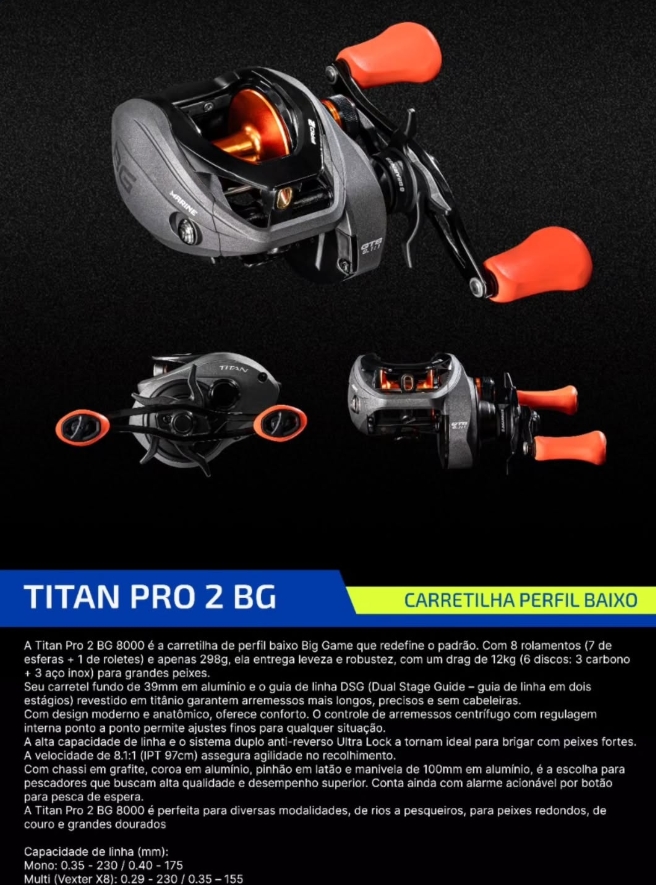 MARINE
TITAN
TITAN PRO 2 BG
CARRETILHA PERFIL BAIXO
A Titan Pro 2 BG 8000 é a carretilha de perfil baixo Big Game que redefine o padrão. Com 8 rolamentos (7 de
esferas + 1 de roletes) e apenas 298g, ela entrega leveza e robustez, com um drag de 12kg (6 discos: 3 carbono
+ 3 aço inox) para grandes peixes.
Seu carretel fundo de 39mm em alumínio e o guia de linha DSG (Dual Stage Guide – guia de linha em dois
estágios) revestido em titânio garantem arremessos mais longos, precisos e sem cabeleiras.
Com design moderno e anatômico, oferece conforto. O controle de arremessos centrífugo com regulagem
interna ponto a ponto permite ajustes finos para qualquer situação.
A alta capacidade de linha e o sistema duplo anti-reverso Ultra Lock a tornam ideal para brigar com peixes fortes.
A velocidade de 8.1:1 (IPT 97cm) assegura agilidade no recolhimento.
Com chassi em grafite, coroa em alumínio, pinhão em latão e manivela de 100mm em alumínio, é a escolha para
pescadores que buscam alta qualidade e desempenho superior. Conta ainda com alarme acionável por botão
para pesca de espera.
A Titan Pro 2 BG 8000 é perfeita para diversas modalidades, de rios a pesqueiros, para peixes redondos, de
couro e grandes dourados
Capacidade de linha (mm):
Mono: 0.35 - 230 / 0.40 - 175
Multi (Vexter X8): 0.29 - 230 / 0.35 – 155